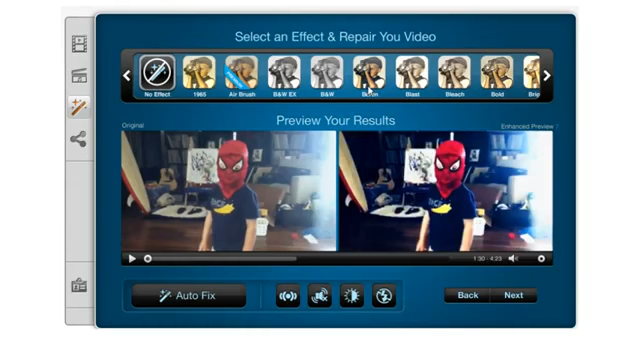 Select an Effect & Repair You Video
No Effect
1965
Air Brush
B&W EX
B&W
Blast
Bleach
Bold
Preview Your Results
Original
Enhanced Preview
1:30 - 4:23
Auto Fix
Back
Next